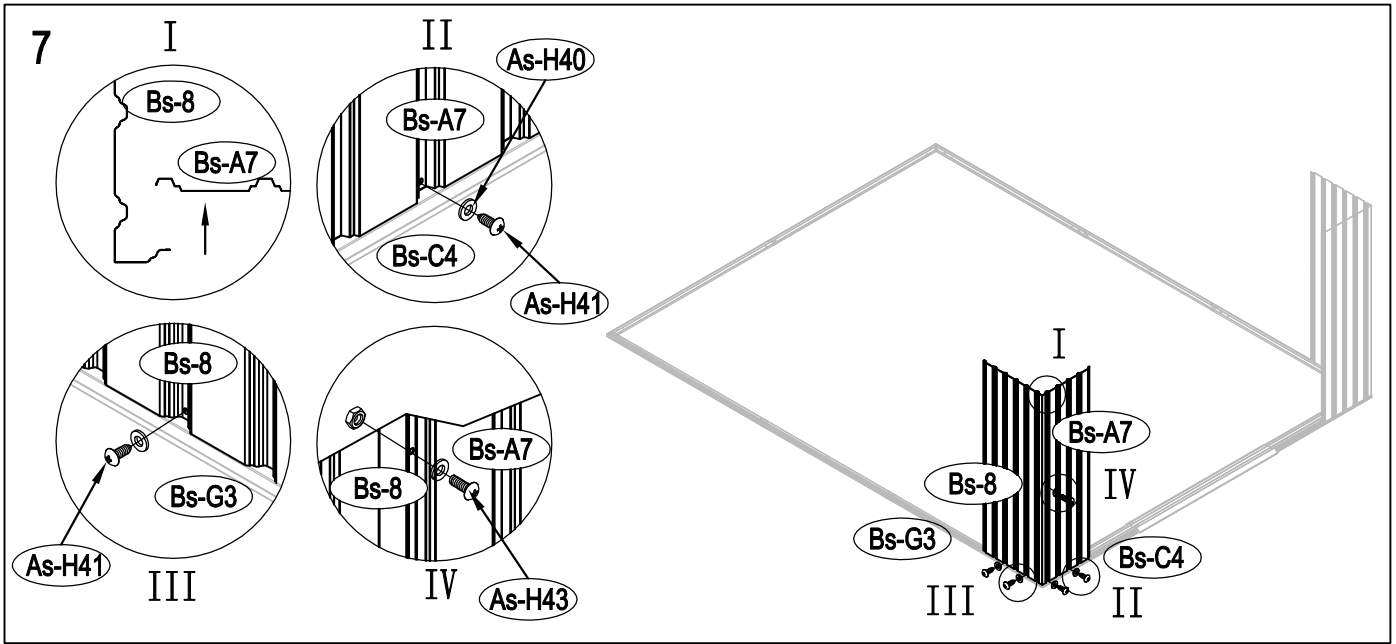 7
I
Bs-8
Bs-A7
II
As-H40
Bs-A7
Bs-C4
As-H41
Bs-8
Bs-G3
As-H41
III
Bs-A7
Bs-8
As-H43
IV
I
Bs-A7
IV
Bs-8
Bs-G3
Bs-C4
III
II